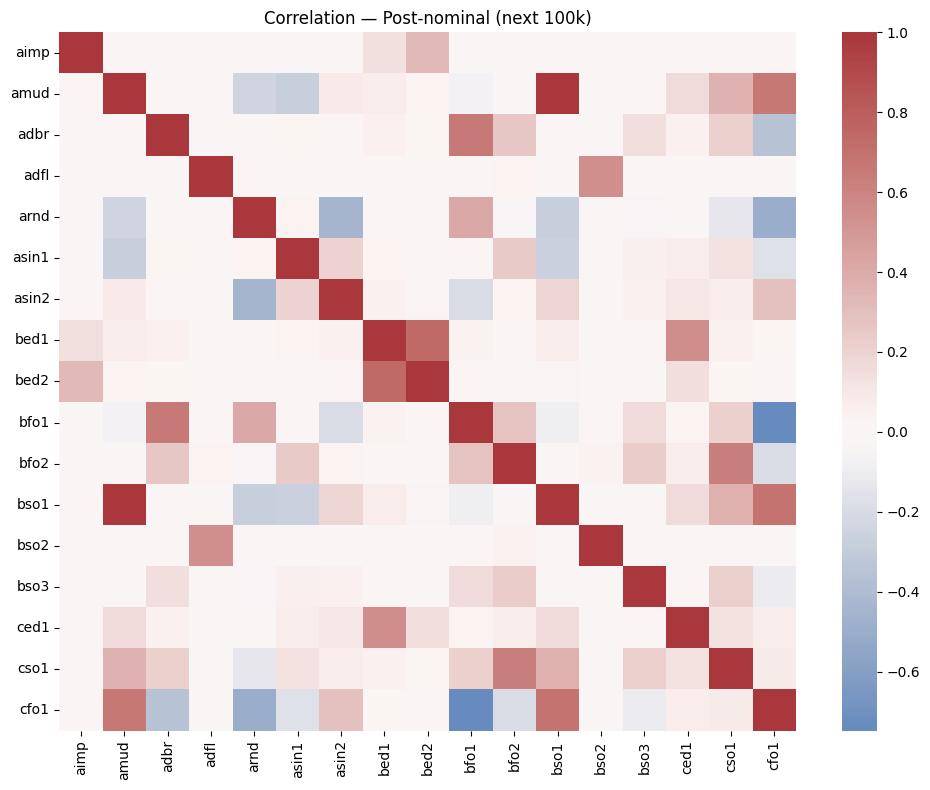 Correlation — Post-nominal (next 100k)
aimp
amud
adbr
adfl
arnd
asin1
asin2
bed1
bed2
bfo1
bfo2
bso1
bso2
bso3
ced1
cso1
cfo1
aimp amud adbr adfl arnd asin1 asin2 bed1 bed2 bfo1 bfo2 bso1 bso2 bso3 ced1 cso1 cfo1
1.0
0.8
0.6
0.4
0.2
0.0
−0.2
−0.4
−0.6